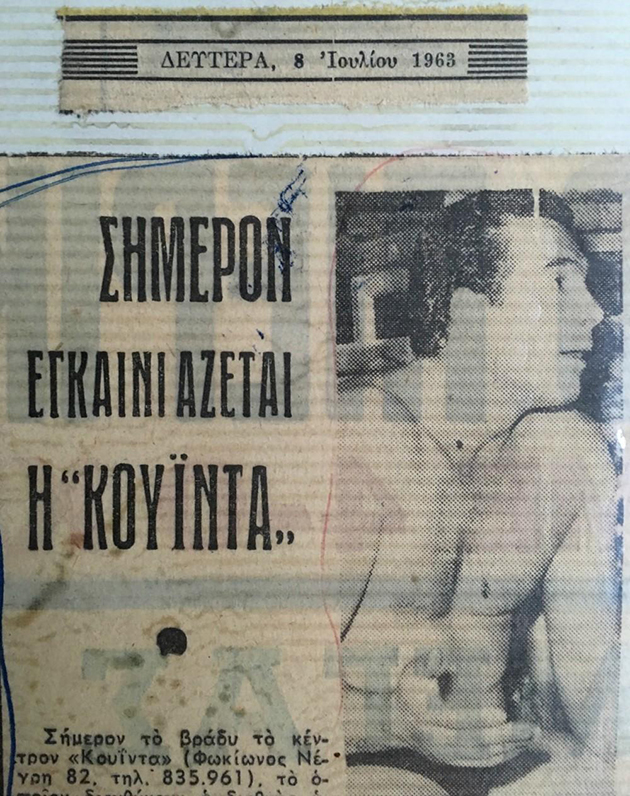 ΔΕΥΤΕΡΑ, 8 Ἰουλίου 1963
ΣΗΜΕΡΟΝ
ΕΓΚΑΙΝΙΑΖΕΤΑΙ
Η “ΚΟΥΪΝΤΑ„
Σήμερον τὸ βράδυ τὸ κέν-
τρον «Κουΐντα» (Φωκίωνος Νέ-
γρη 82, τηλ. 835.961), τὸ ὁ-